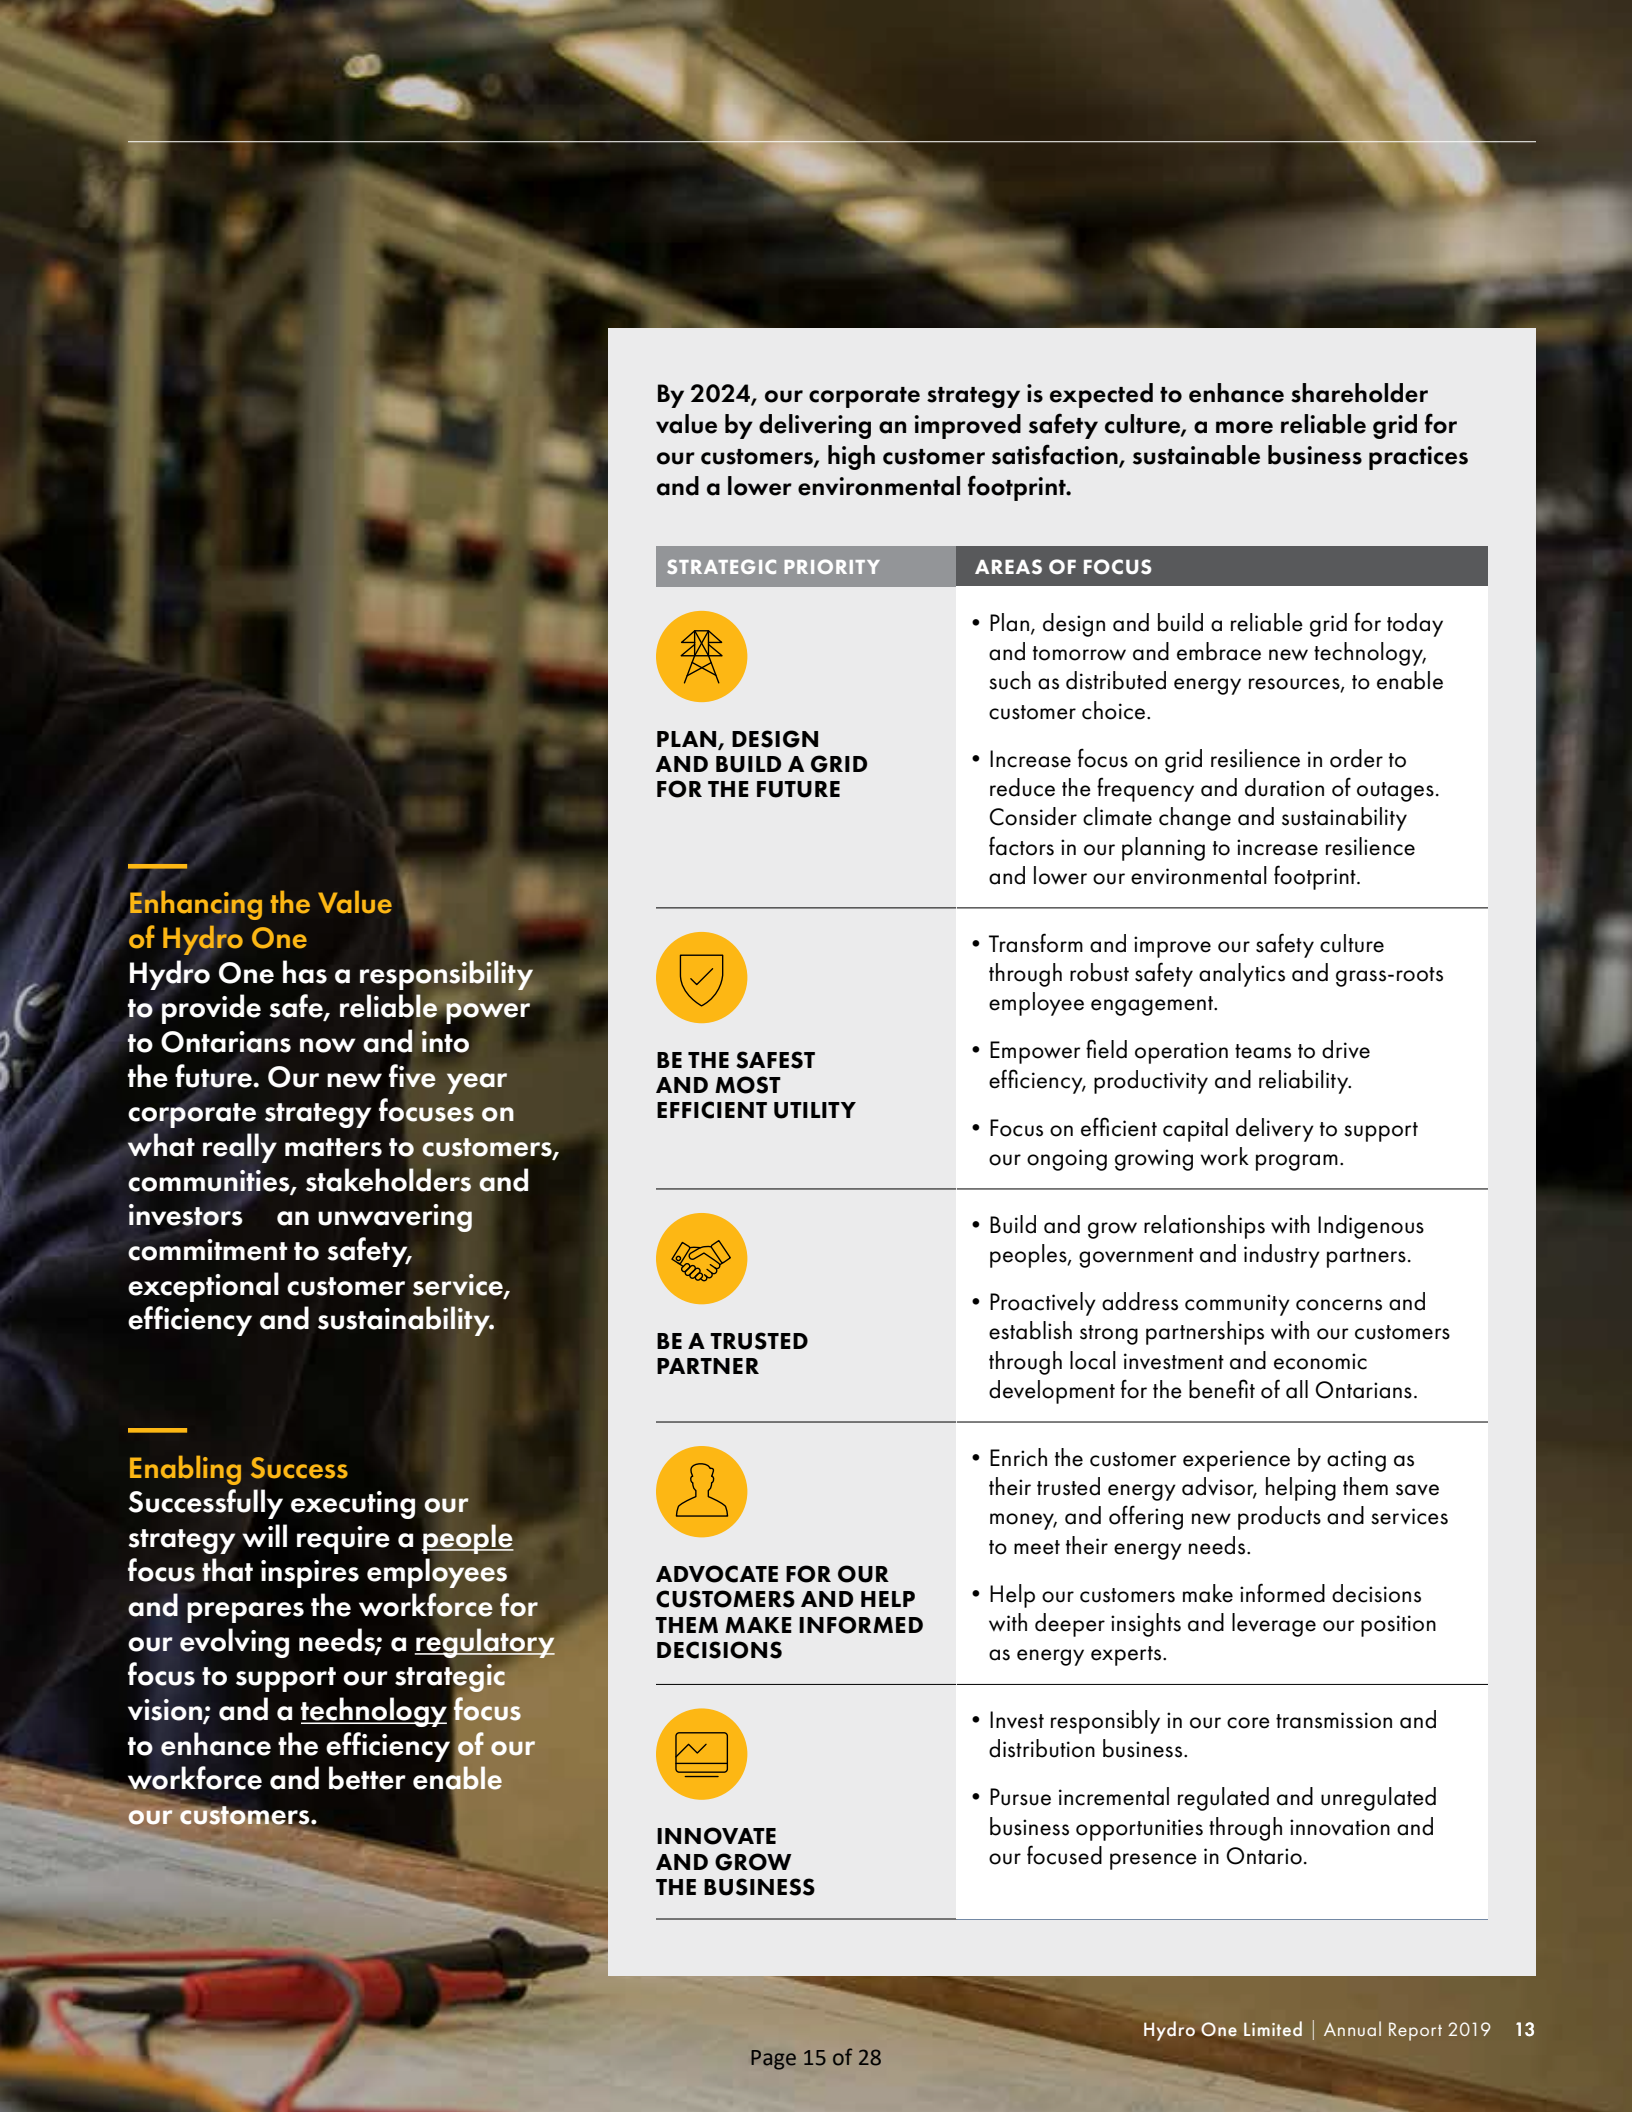 Enhancing the Value
of Hydro One
Hydro One has a responsibility
to provide safe, reliable power
to Ontarians now and into
the future. Our new five year
corporate strategy focuses on
what really matters to customers,
communities, stakeholders and
investors an unwavering
commitment to safety,
exceptional customer service,
efficiency and sustainability.
Enabling Success
Successfully executing our
strategy will require a people
focus that inspires employees
and prepares the workforce for
our evolving needs; a regulatory
focus to support our strategic
vision; and a technology focus
to enhance the efficiency of our
workforce and better enable
our customers.
By 2024, our corporate strategy is expected to enhance shareholder
value by delivering an improved safety culture, a more reliable grid for
our customers, high customer satisfaction, sustainable business practices
and a lower environmental footprint.
STRATEGIC PRIORITY
AREAS OF FOCUS
PLAN, DESIGN
AND BUILD A GRID
FOR THE FUTURE
• Plan, design and build a reliable grid for today
and tomorrow and embrace new technology,
such as distributed energy resources, to enable
customer choice.
• Increase focus on grid resilience in order to
reduce the frequency and duration of outages.
Consider climate change and sustainability
factors in our planning to increase resilience
and lower our environmental footprint.
BE THE SAFEST
AND MOST
EFFICIENT UTILITY
• Transform and improve our safety culture
through robust safety analytics and grass-roots
employee engagement.
• Empower field operation teams to drive
efficiency, productivity and reliability.
• Focus on efficient capital delivery to support
our ongoing growing work program.
BE A TRUSTED
PARTNER
• Build and grow relationships with Indigenous
peoples, government and industry partners.
• Proactively address community concerns and
establish strong partnerships with our customers
through local investment and economic
development for the benefit of all Ontarians.
ADVOCATE FOR OUR
CUSTOMERS AND HELP
THEM MAKE INFORMED
DECISIONS
• Enrich the customer experience by acting as
their trusted energy advisor, helping them save
money, and offering new products and services
to meet their energy needs.
• Help our customers make informed decisions
with deeper insights and leverage our position
as energy experts.
INNOVATE
AND GROW
THE BUSINESS
• Invest responsibly in our core transmission and
distribution business.
• Pursue incremental regulated and unregulated
business opportunities through innovation and
our focused presence in Ontario.
Hydro One Limited | Annual Report 2019 13
Page 15 of 28